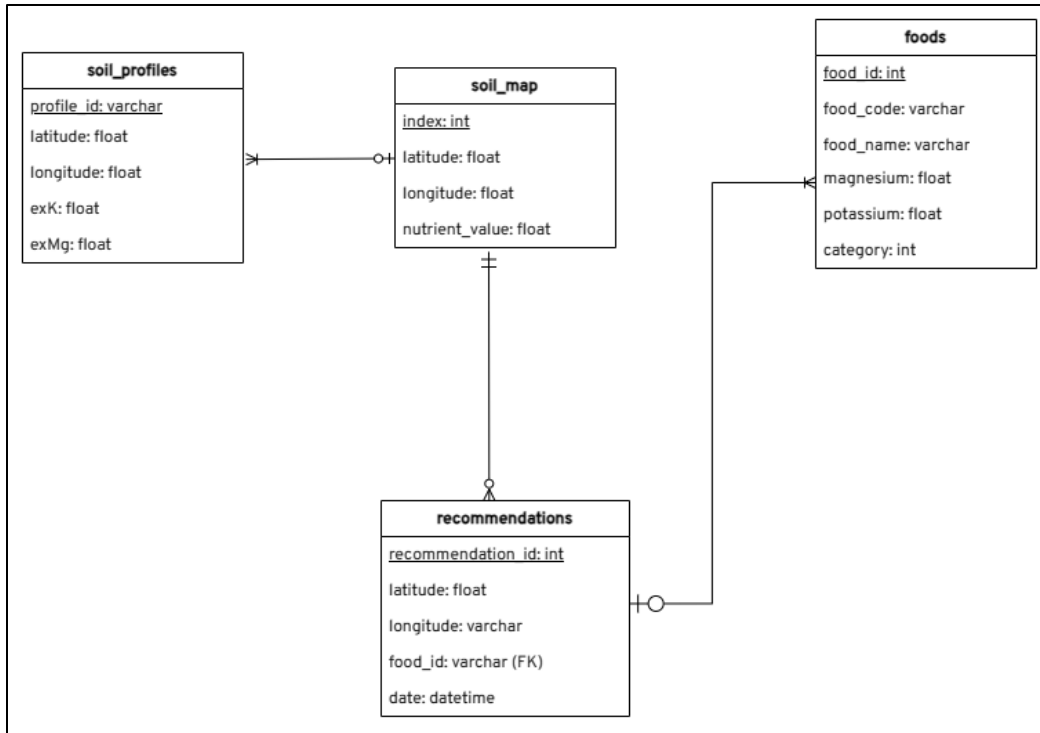 soil_profiles
profile_id: varchar
latitude: float
longitude: float
exK: float
exMg: float
soil_map
index: int
latitude: float
longitude: float
nutrient_value: float
foods
food_id: int
food_code: varchar
food_name: varchar
magnesium: float
potassium: float
category: int
recommendations
recommendation_id: int
latitude: float
longitude: varchar
food_id: varchar (FK)
date: datetime